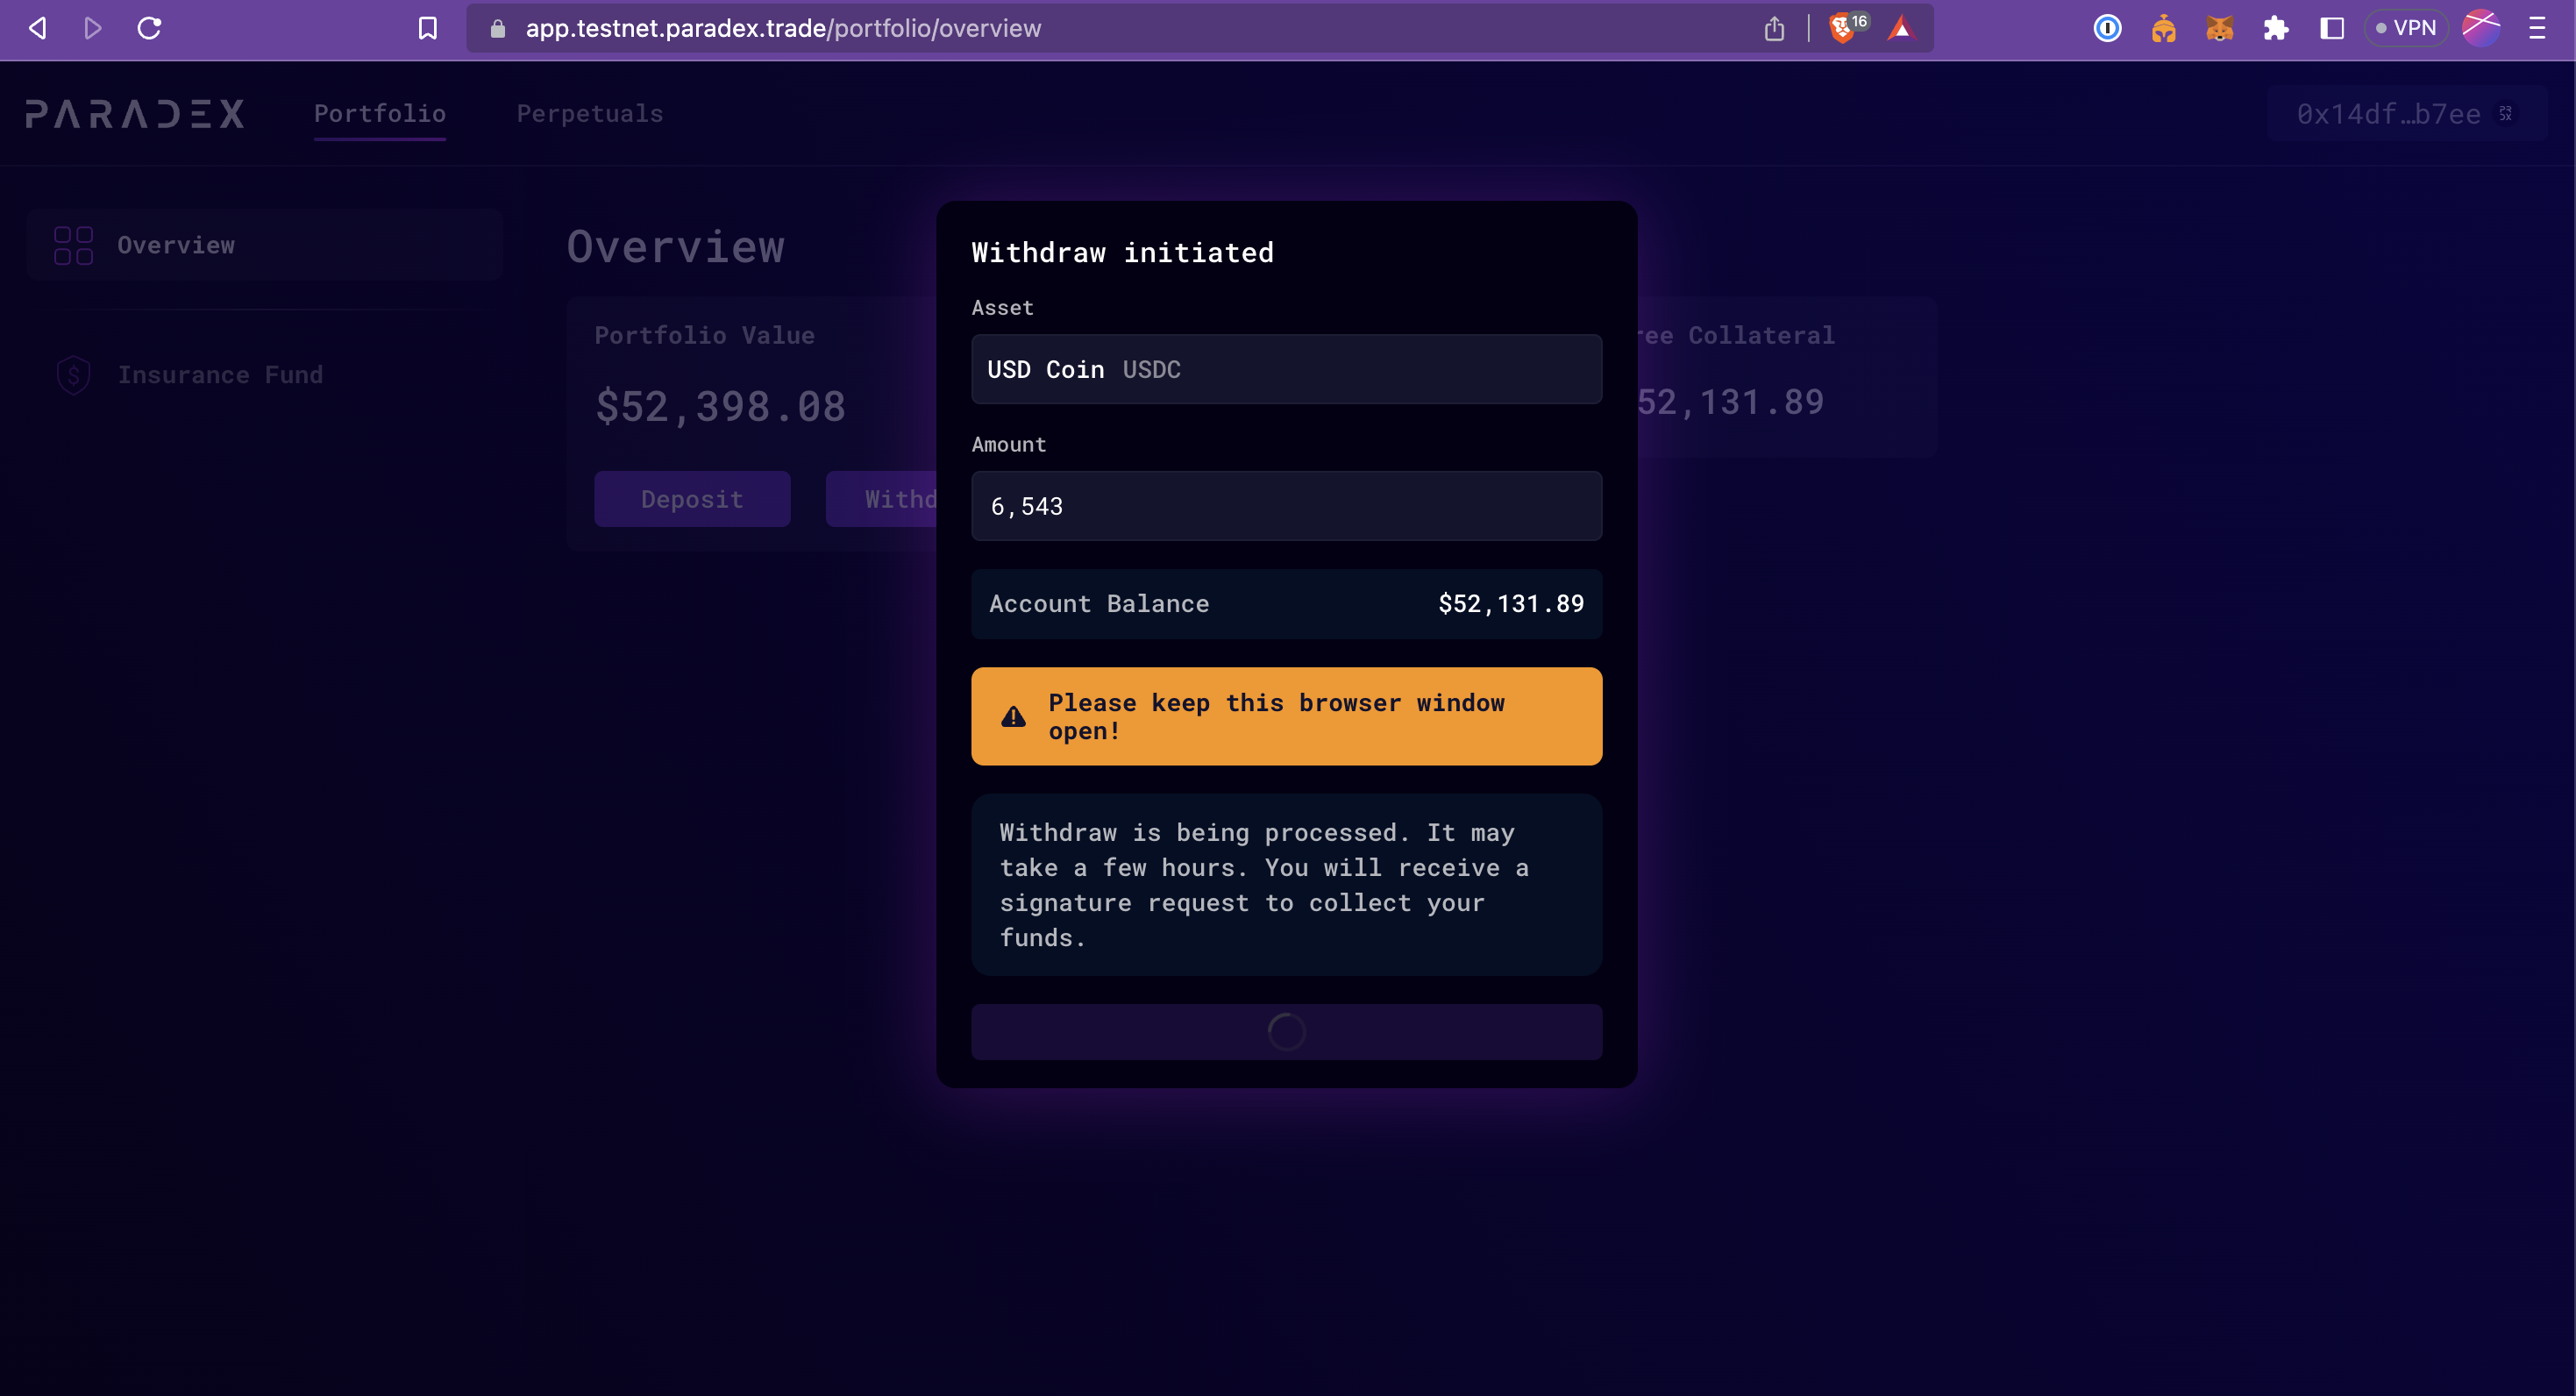 app.testnet.paradex.trade/portfolio/overview
16
VPN
PARADEX
Portfolio
Perpetuals
0x14df…b7ee
Overview
Insurance Fund
Overview
Portfolio Value
$52,398.08
Deposit
Withd
ree Collateral
52,131.89
Withdraw initiated
Asset
USD Coin USDC
Amount
6,543
Account Balance $52,131.89
Please keep this browser window
open!
Withdraw is being processed. It may
take a few hours. You will receive a
signature request to collect your
funds.